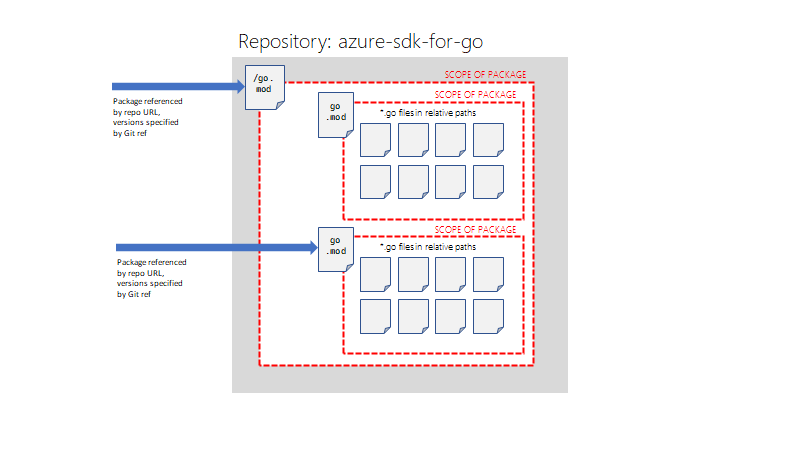 Repository: azure-sdk-for-go
/go.
mod
SCOPE OF PACKAGE
Package referenced
by repo URL,
versions specified
by Git ref
SCOPE OF PACKAGE
go
.mod
*.go files in relative paths
SCOPE OF PACKAGE
go
.mod
*.go files in relative paths
Package referenced
by repo URL,
versions specified
by Git ref